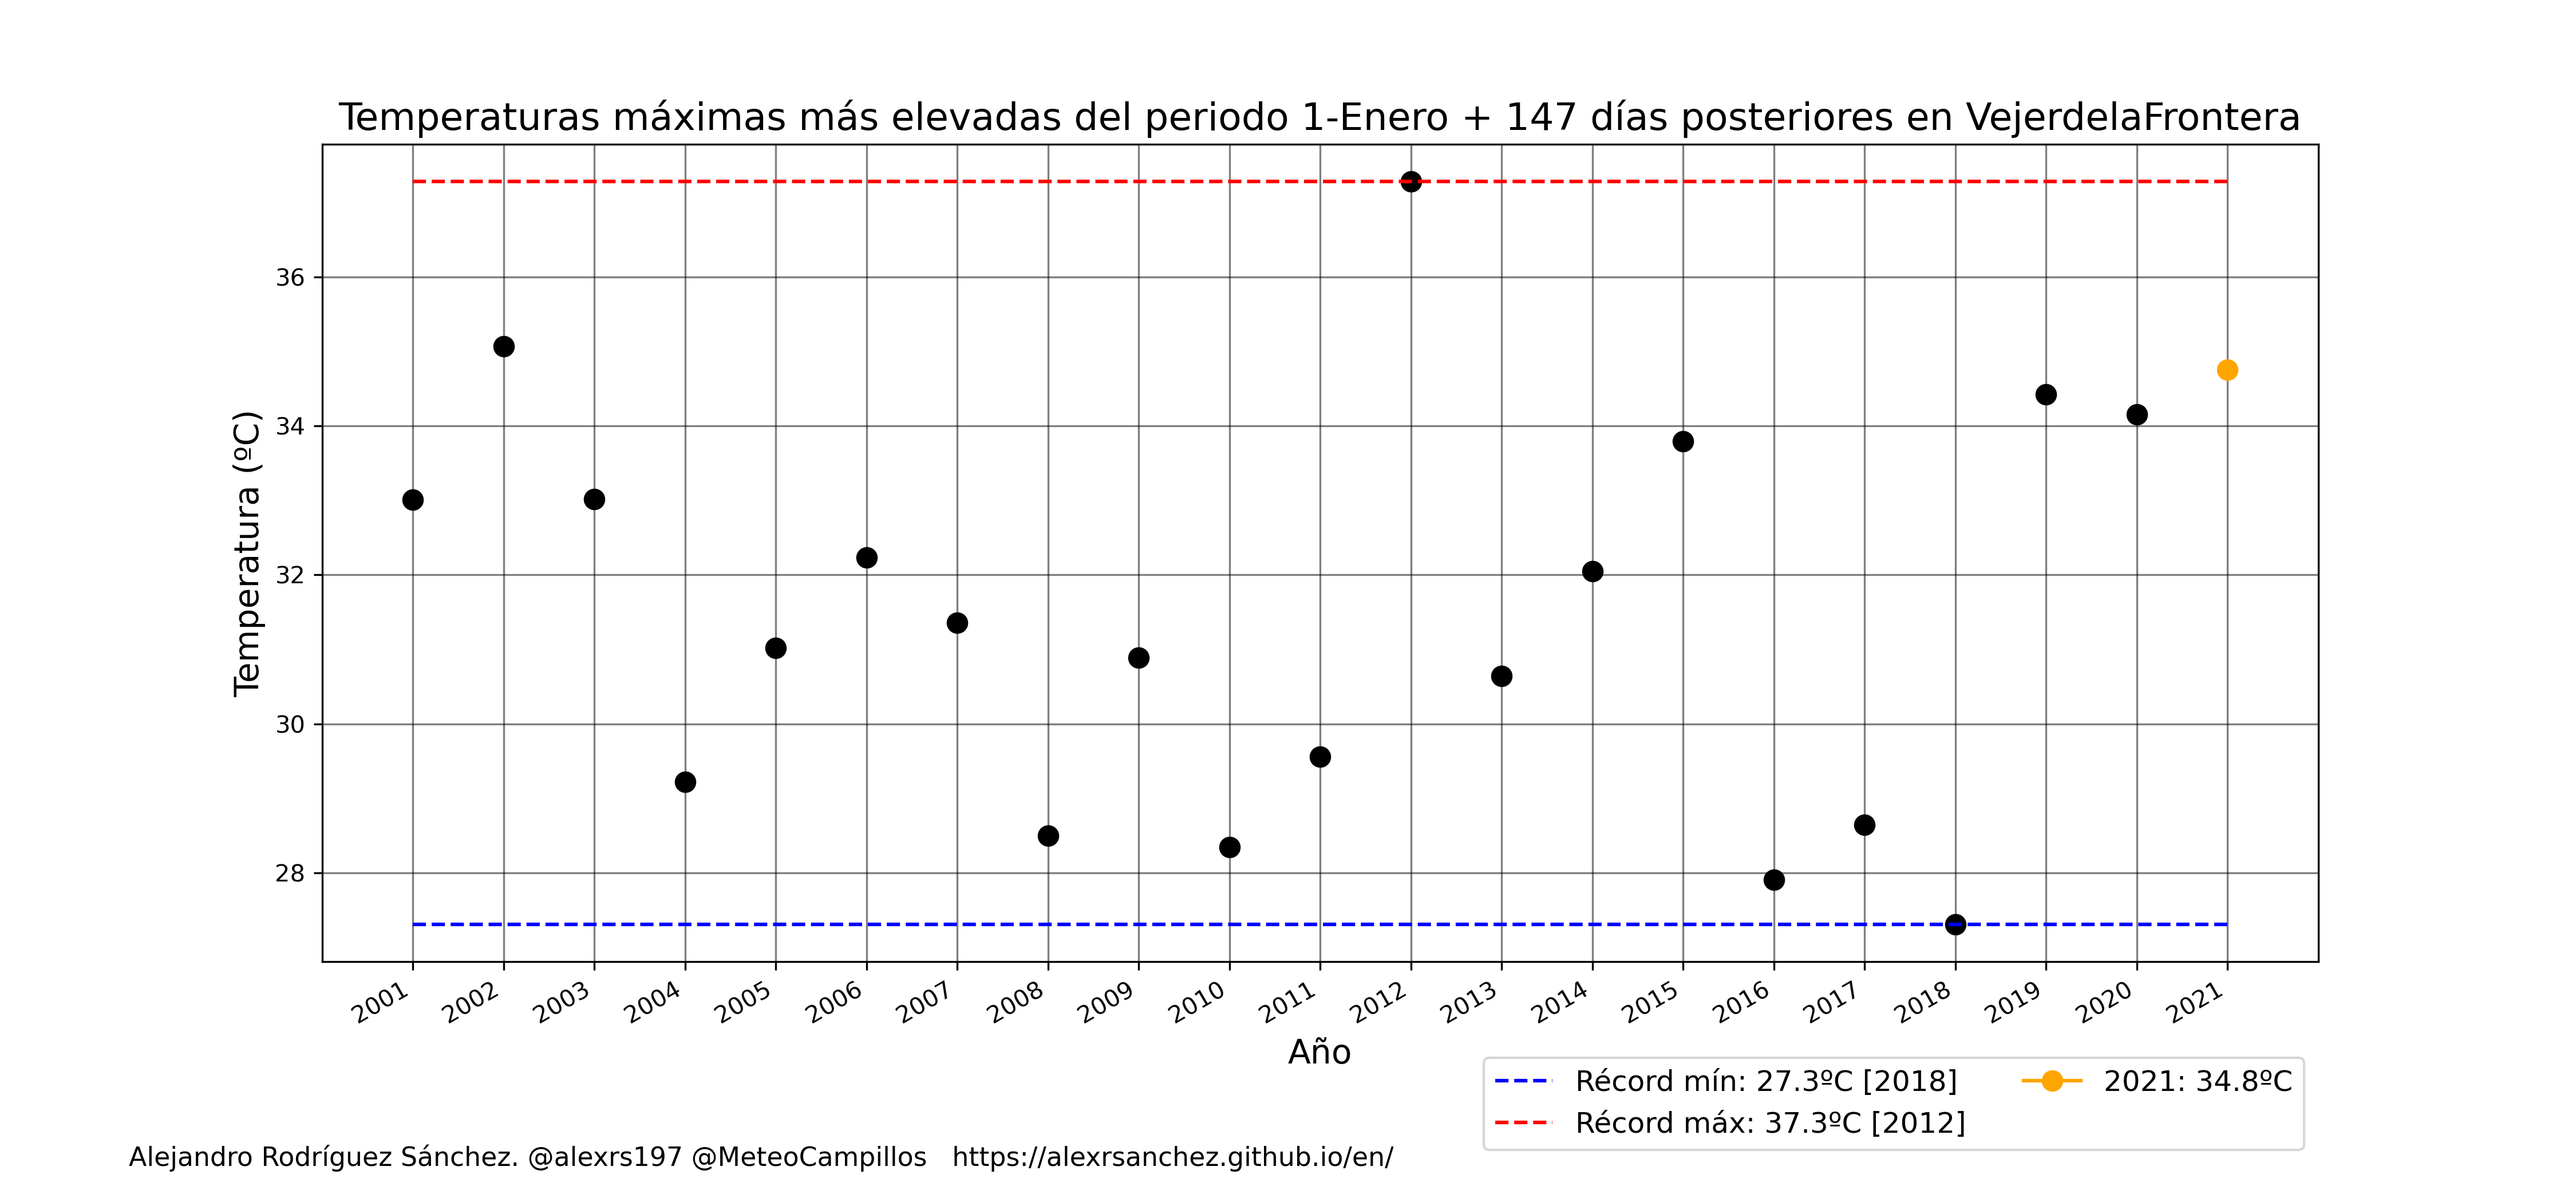 Temperaturas máximas más elevadas del periodo 1-Enero + 147 días posteriores en VejerdelaFrontera
Temperatura (ºC)
36
34
32
30
28
2001 2002 2003 2004 2005 2006 2007 2008 2009 2010 2011 2012 2013 2014 2015 2016 2017 2018 2019 2020 2021
Año
Récord mín: 27.3ºC [2018]
Récord máx: 37.3ºC [2012]
2021: 34.8ºC
Alejandro Rodríguez Sánchez. @alexrs197 @MeteoCampillos https://alexrsanchez.github.io/en/